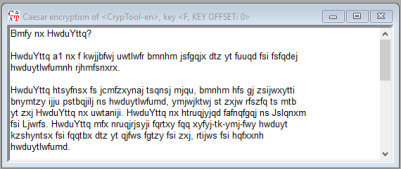 Caesar encryption of <CrypTool-en>, key <F, KEY OFFSET: 0>
Bmfy nx HwduYttq?
HwduYttq a1 nx f kwjjbfwj uwtlwfr bmnhm jsfgqjx dtz yt fuuqd fsi fsfqdej
hwduytlwfumnh rjhmfsnxrx.
HwduYttq htsyfnsx fs jcmfzxynaj tsqnsj mjqu, bmnhm hfs gj zsijwxytti
bnymtzy ijju pstbqjilj ns hwduytlwfumd, ymjwjktwj st zxjw rfszfq ts mtb
yt zxj HwduYttq nx uwtaniji. HwduYttq nx htruqjyjqd fafnqfgqj ns Jslqnxm
fsi Ljwrfs. HwduYttq mfx nruqjrjsyji fqrtxy fqq xyfyj-tk-ymj-fwy hwduyt
kzshyntsx fsi fqqtbx dtz yt qjfws fgtzy fsi zxj, rtijws fsi hqfxxnh
hwduytlwfumd.